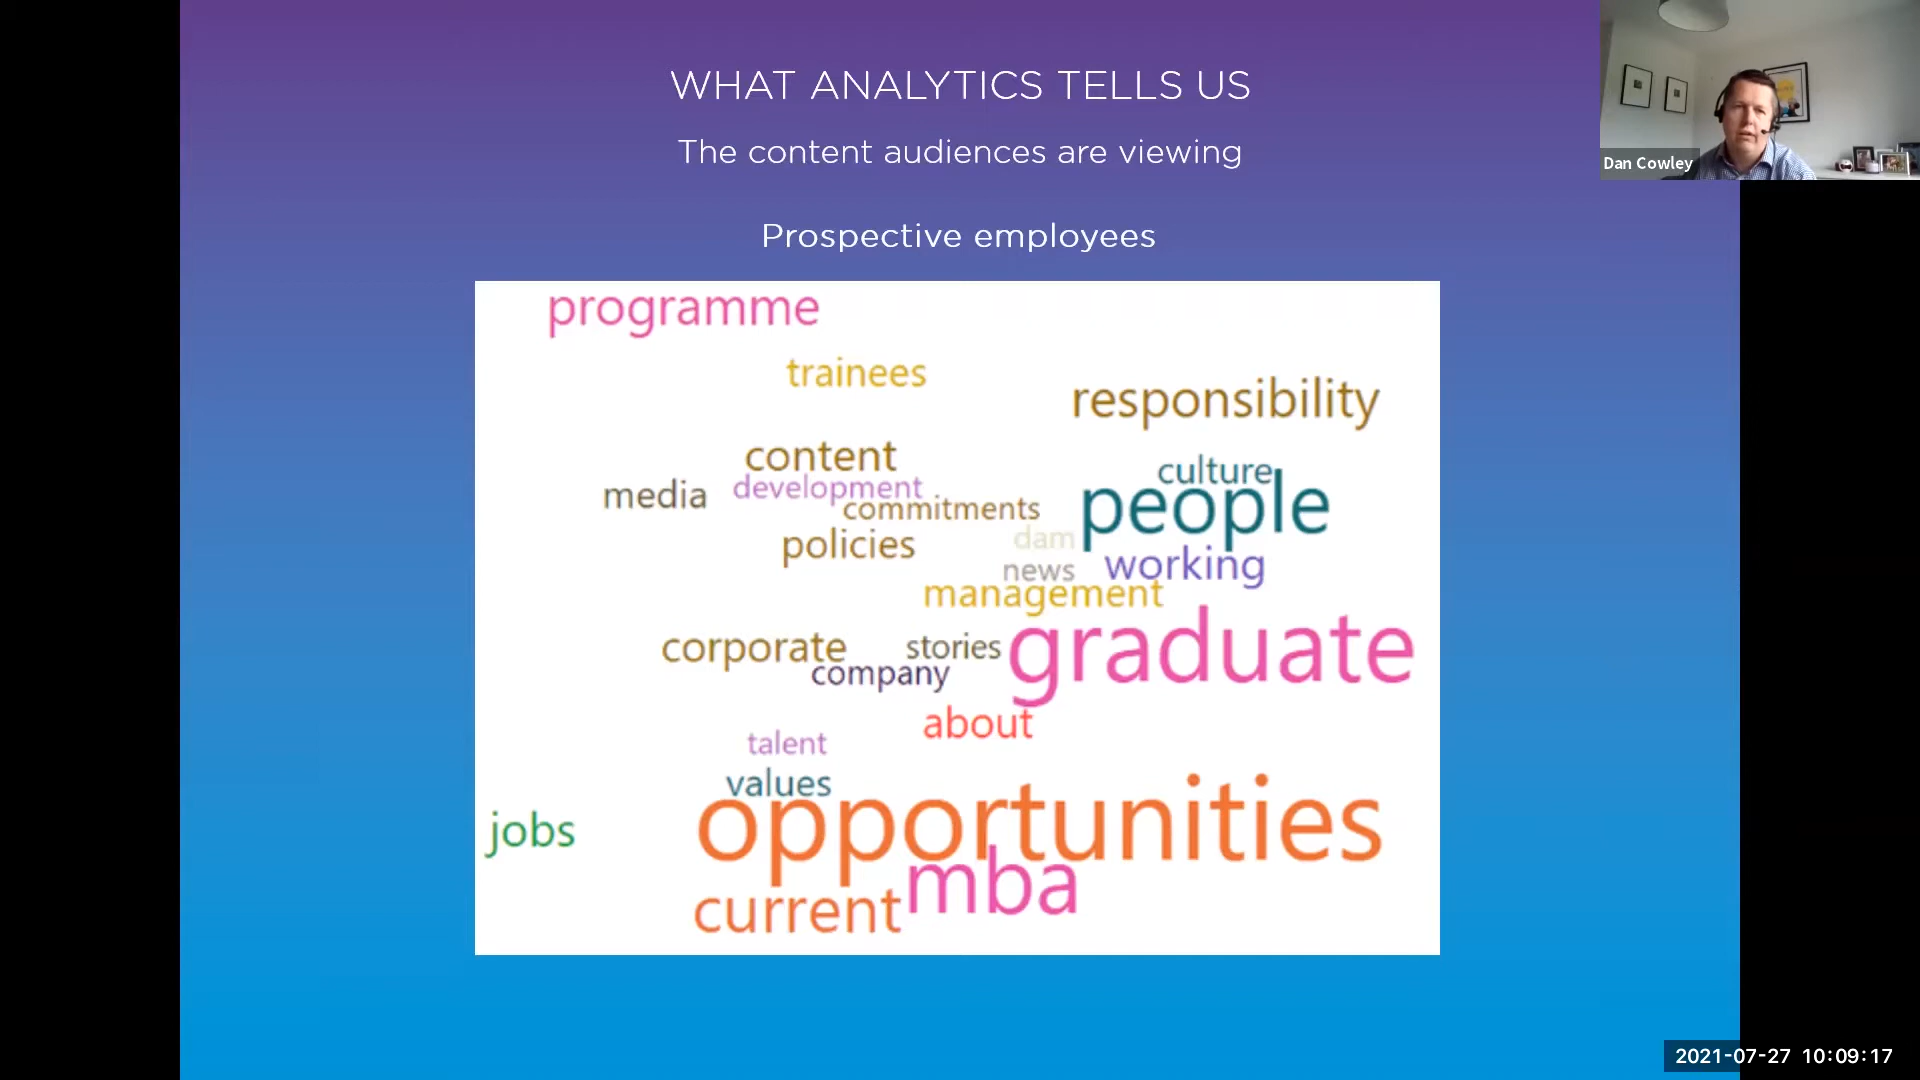 WHAT ANALYTICS TELLS US
The content audiences are viewing
Prospective employees
Dan Cowley
programme
trainees
responsibility
content
culture
media
development
people
commitments
policies
dam
working
news
management
corporate
stories
graduate
company
about
talent
values
opportunities
jobs
mba
current
2021-07-27 10:09:17